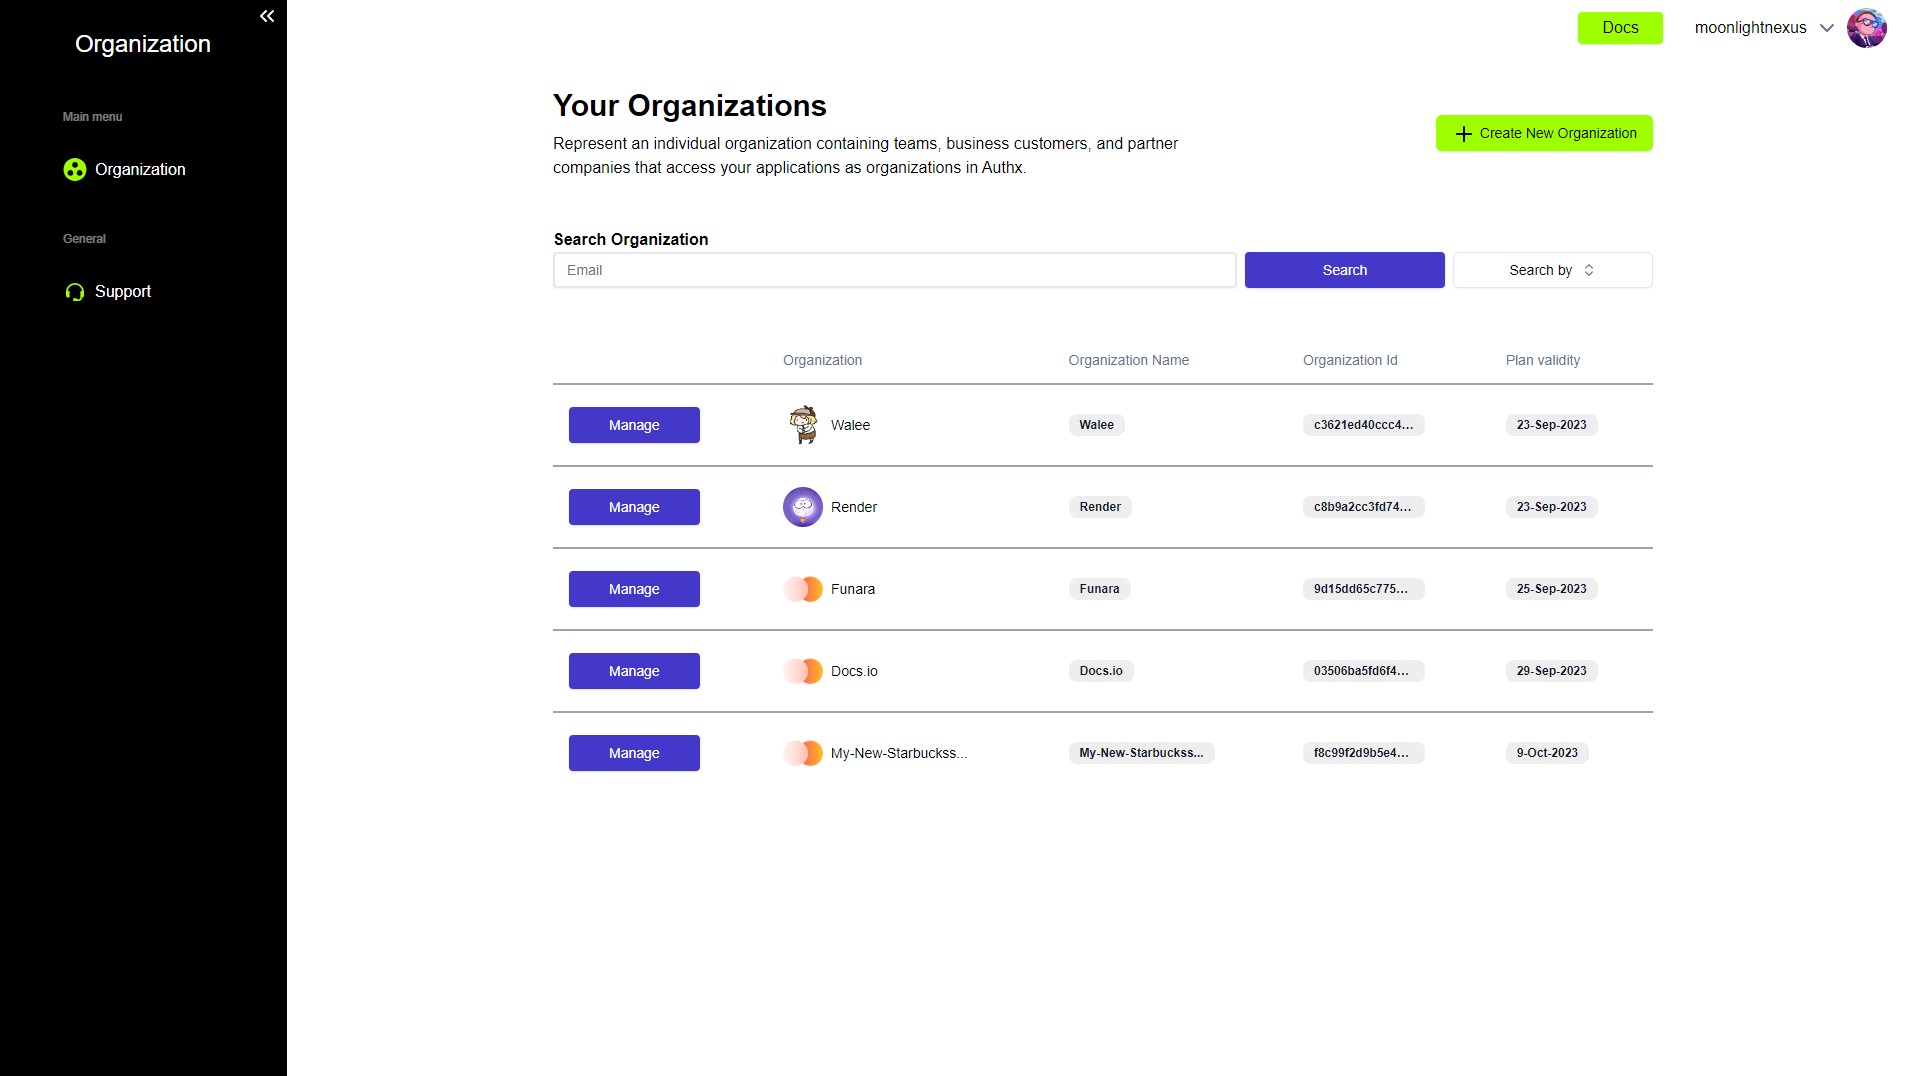 Organization
Main menu
Organization
General
Support
Docs
moonlightnexus
Your Organizations
Represent an individual organization containing teams, business customers, and partner
companies that access your applications as organizations in Authx.
Create New Organization
Search Organization
Email
Search
Search by
Organization
Organization Name
Organization Id
Plan validity
Manage
Walee
Walee
c3621ed40ccc4...
23-Sep-2023
Manage
Render
Render
c8b9a2cc3fd74...
23-Sep-2023
Manage
Funara
Funara
9d15dd65c775...
25-Sep-2023
Manage
Docs.io
Docs.io
03506ba5fd6f4...
29-Sep-2023
Manage
My-New-Starbuckss...
My-New-Starbuckss...
f8c99f2d9b5e4...
9-Oct-2023